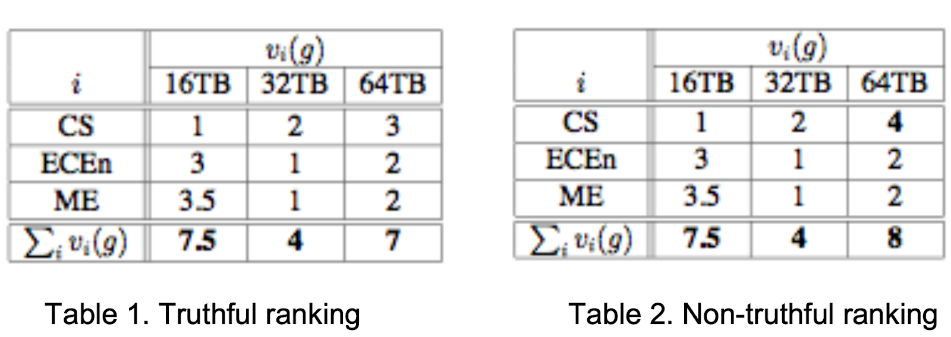 v_i(g) v_i(g)
i 16TB 32TB 64TB i 16TB 32TB 64TB
CS 1 2 3 CS 1 2 4
ECEn 3 1 2 ECEn 3 1 2
ME 3.5 1 2 ME 3.5 1 2
∑_i v_i(g) 7.5 4 7 ∑_i v_i(g) 7.5 4 8
Table 1. Truthful ranking Table 2. Non-truthful ranking